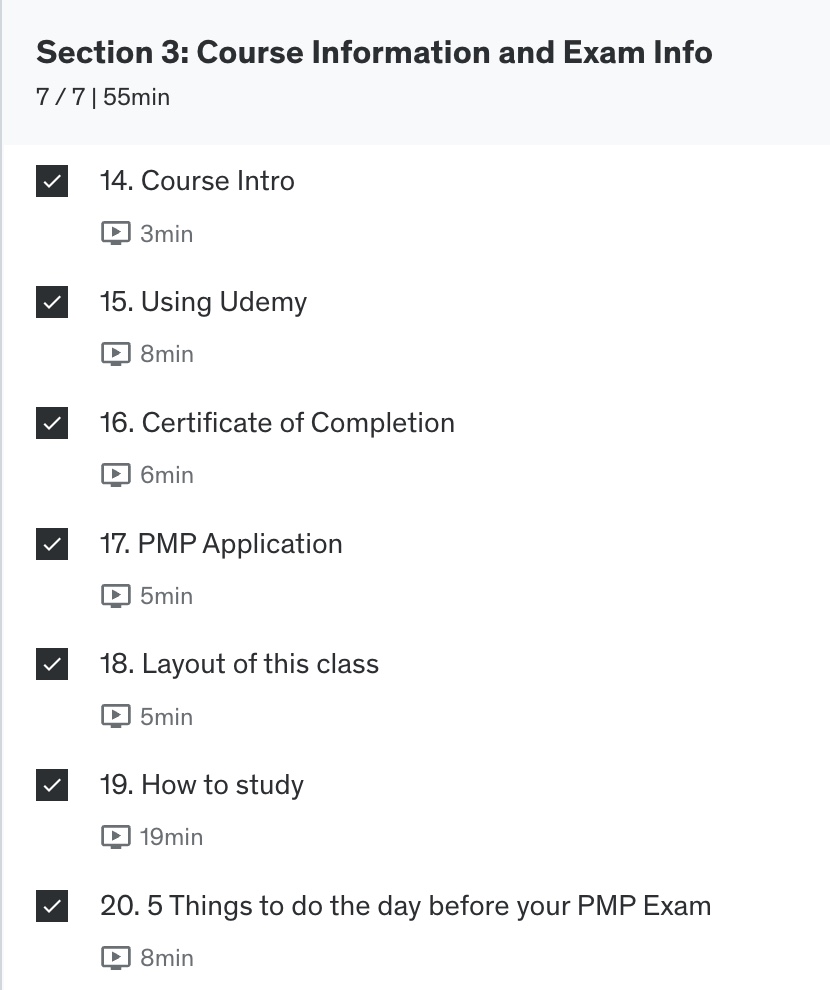 Section 3: Course Information and Exam Info
7 / 7 | 55min
14. Course Intro
3min
15. Using Udemy
8min
16. Certificate of Completion
6min
17. PMP Application
5min
18. Layout of this class
5min
19. How to study
19min
20. 5 Things to do the day before your PMP Exam
8min